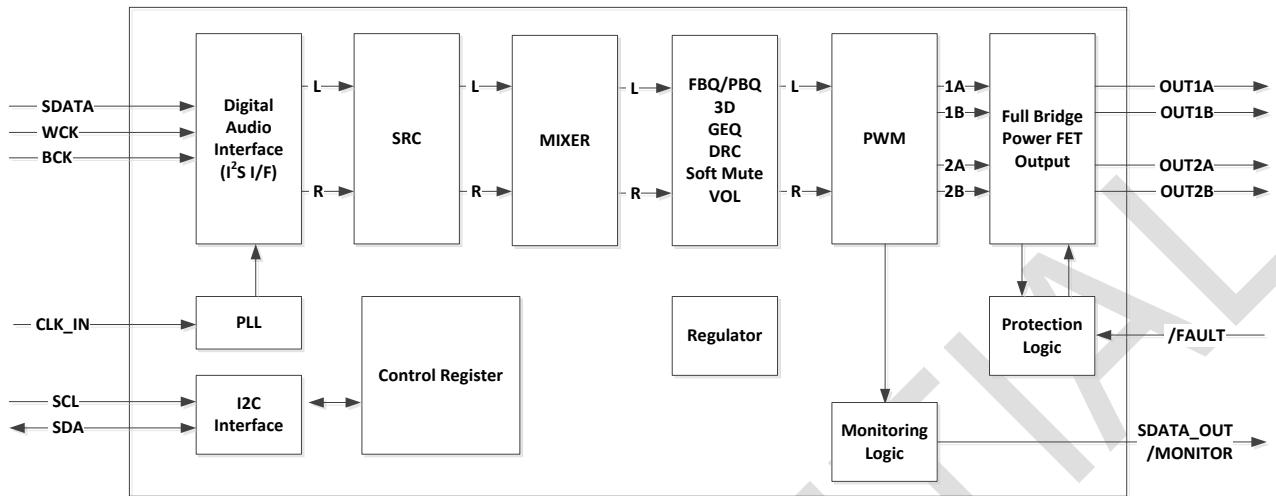 SDATA
WCK
BCK
Digital
Audio
Interface
(I²S I/F)
L
R
SRC
L
R
MIXER
L
R
FBQ/PBQ
3D
GEQ
DRC
Soft Mute
VOL
L
R
PWM
1A
1B
2A
2B
Full Bridge
Power FET
Output
OUT1A
OUT1B
OUT2A
OUT2B
CLK_IN
PLL
Regulator
Protection
Logic
/FAULT
SCL
SDA
I2C
Interface
Control Register
Monitoring
Logic
SDATA_OUT
/MONITOR
TIAL